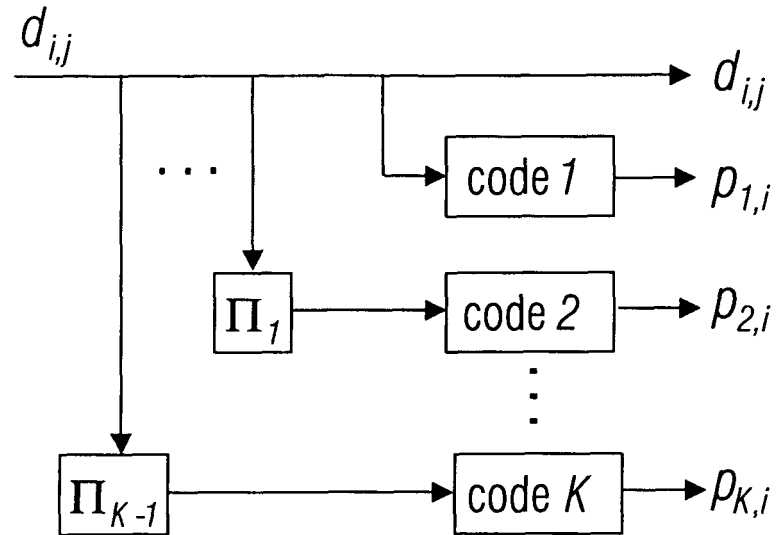 d_{i,j}
d_{i,j}
...
code 1
p_{1,i}
Π_1
code 2
p_{2,i}
⋮
Π_{K-1}
code K
p_{K,i}